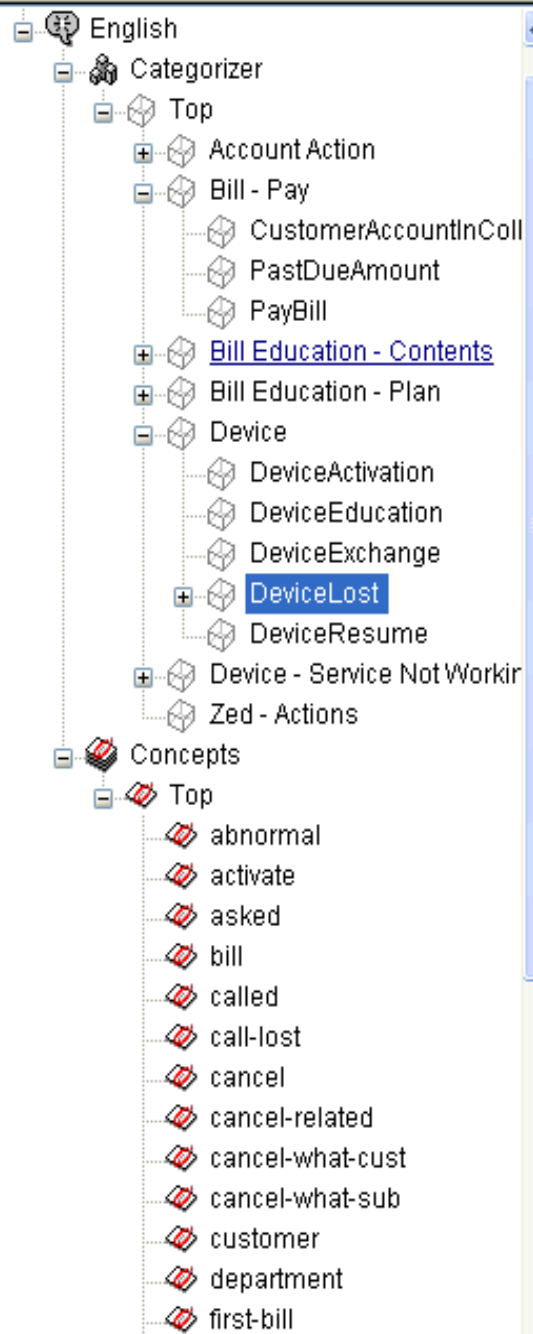 English
Categorizer
Top
Account Action
Bill - Pay
CustomerAccountInColl
PastDueAmount
PayBill
Bill Education - Contents
Bill Education - Plan
Device
DeviceActivation
DeviceEducation
DeviceExchange
DeviceLost
DeviceResume
Device - Service Not Workin
Zed - Actions
Concepts
Top
abnormal
activate
asked
bill
called
call-lost
cancel
cancel-related
cancel-what-cust
cancel-what-sub
customer
department
first-bill